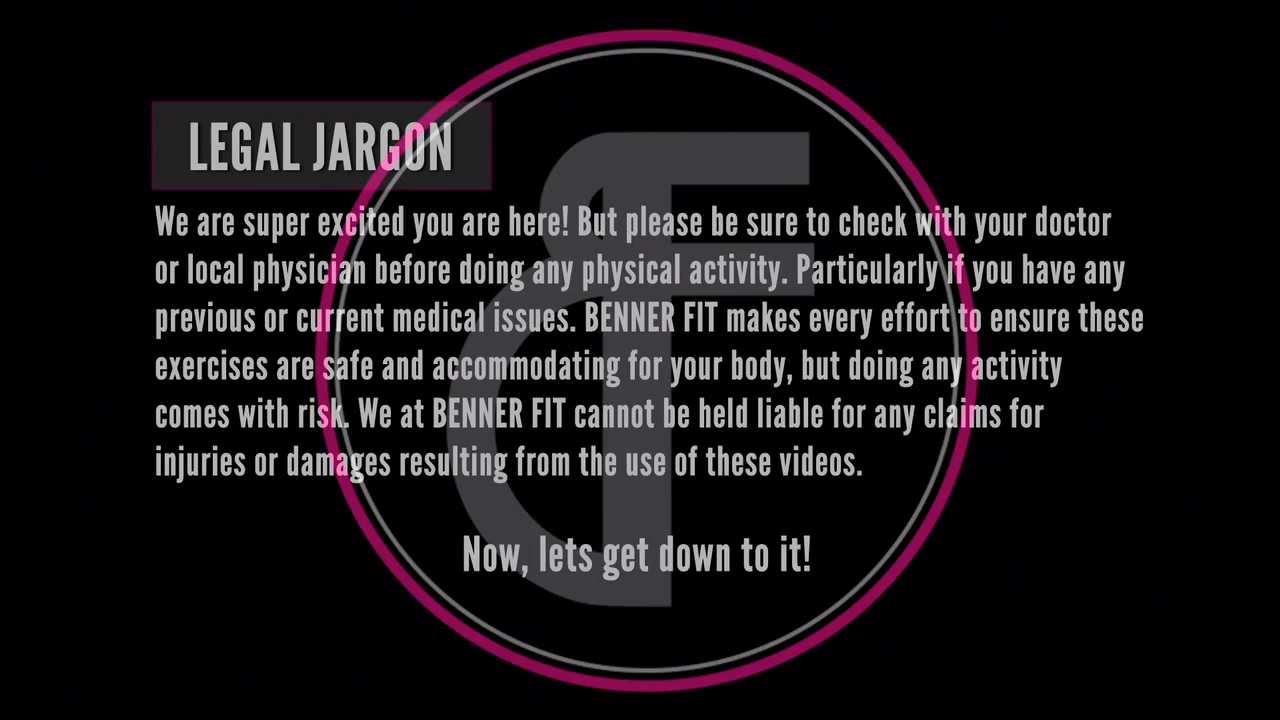 LEGAL JARGON
We are super excited you are here! But please be sure to check with your doctor
or local physician before doing any physical activity. Particularly if you have any
previous or current medical issues. BENNER FIT makes every effort to ensure these
exercises are safe and accommodating for your body, but doing any activity
comes with risk. We at BENNER FIT cannot be held liable for any claims for
injuries or damages resulting from the use of these videos.
Now, lets get down to it!